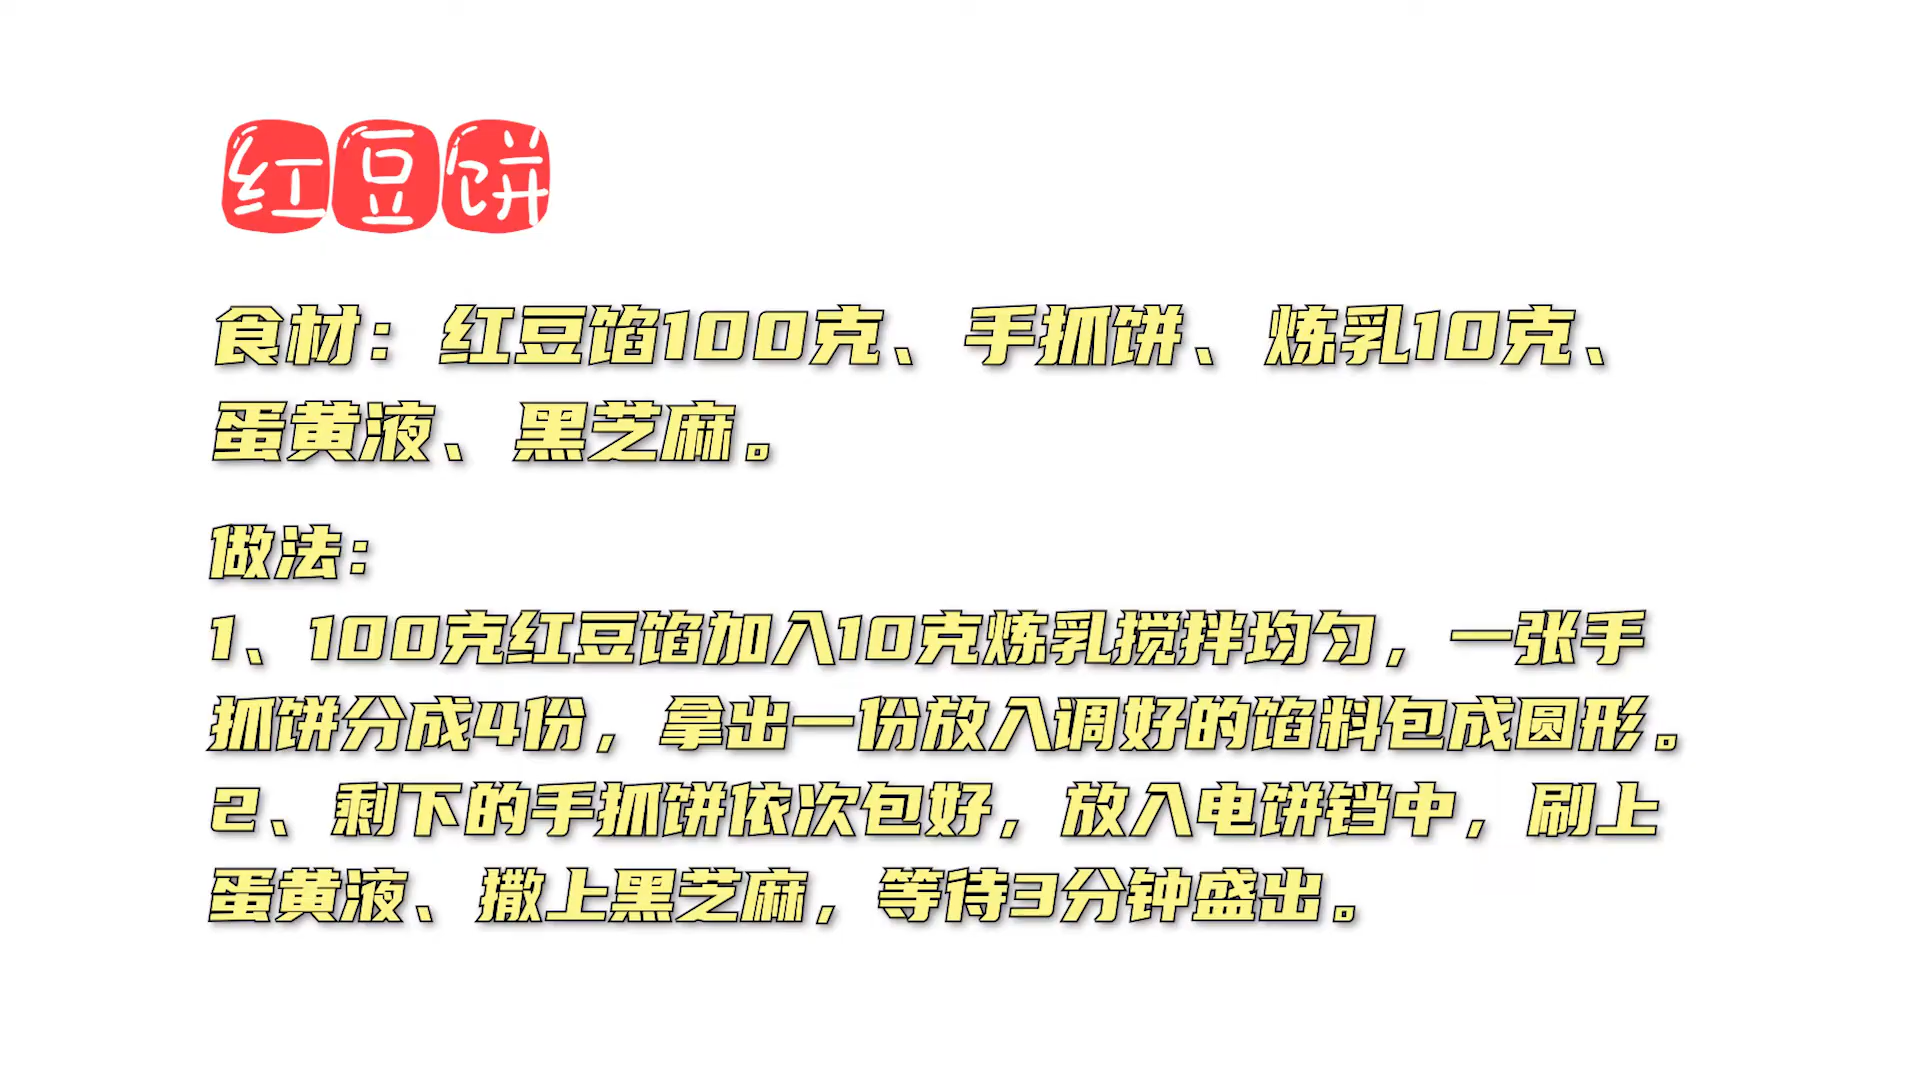 红豆饼
食材：红豆馅100克、手抓饼、炼乳10克、
蛋黄液、黑芝麻。
做法：
1、100克红豆馅加入10克炼乳搅拌均匀，一张手
抓饼分成4份，拿出一份放入调好的馅料包成圆形。
2、剩下的手抓饼依次包好，放入电饼铛中，刷上
蛋黄液、撒上黑芝麻，等待3分钟盛出。